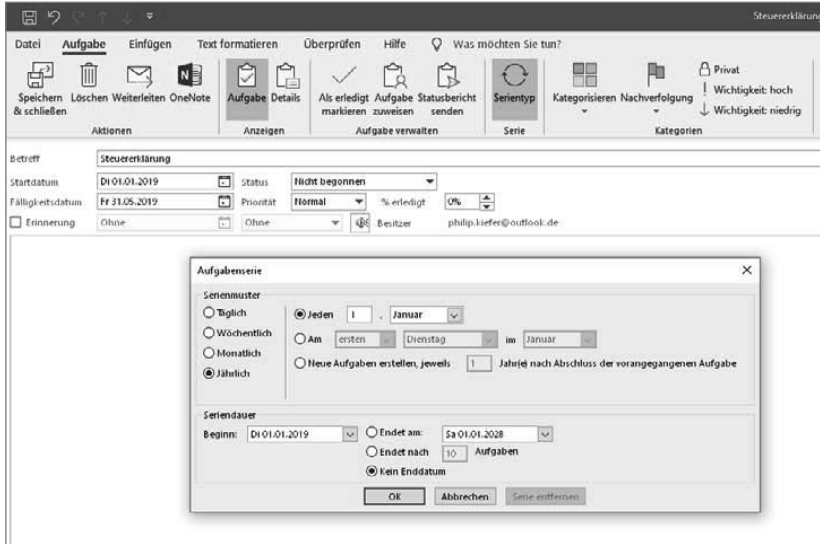 Steuererklärung
Datei Aufgabe Einfügen Text formatieren Überprüfen Hilfe Was möchten Sie tun?
Speichern & schließen Löschen Weiterleiten OneNote Aufgabe Details Als erledigt markieren Aufgabe zuweisen Statusbericht senden Serientyp Kategorisieren Nachverfolgung Privat
Wichtigkeit: hoch
Wichtigkeit: niedrig
Aktionen Anzeigen Aufgabe verwalten Serie Kategorien
Betreff Steuererklärung
Startdatum Di 01.01.2019 Status Nicht begonnen
Fälligkeitsdatum Fr 31.05.2019 Priorität Normal % erledigt 0%
Erinnerung Ohne Ohne Besitzer philip.kiefer@outlook.de
Aufgabenserie
Serienmuster
Täglich Jeden 1 . Januar
Wöchentlich Am ersten Dienstag im Januar
Monatlich Neue Aufgaben erstellen, jeweils 1 Jahr(e) nach Abschluss der vorangegangenen Aufgabe
Jährlich
Seriendauer
Beginn: Di 01.01.2019 Endet am: Sa 01.01.2028
Endet nach 10 Aufgaben
Kein Enddatum
OK Abbrechen Serie entfernen